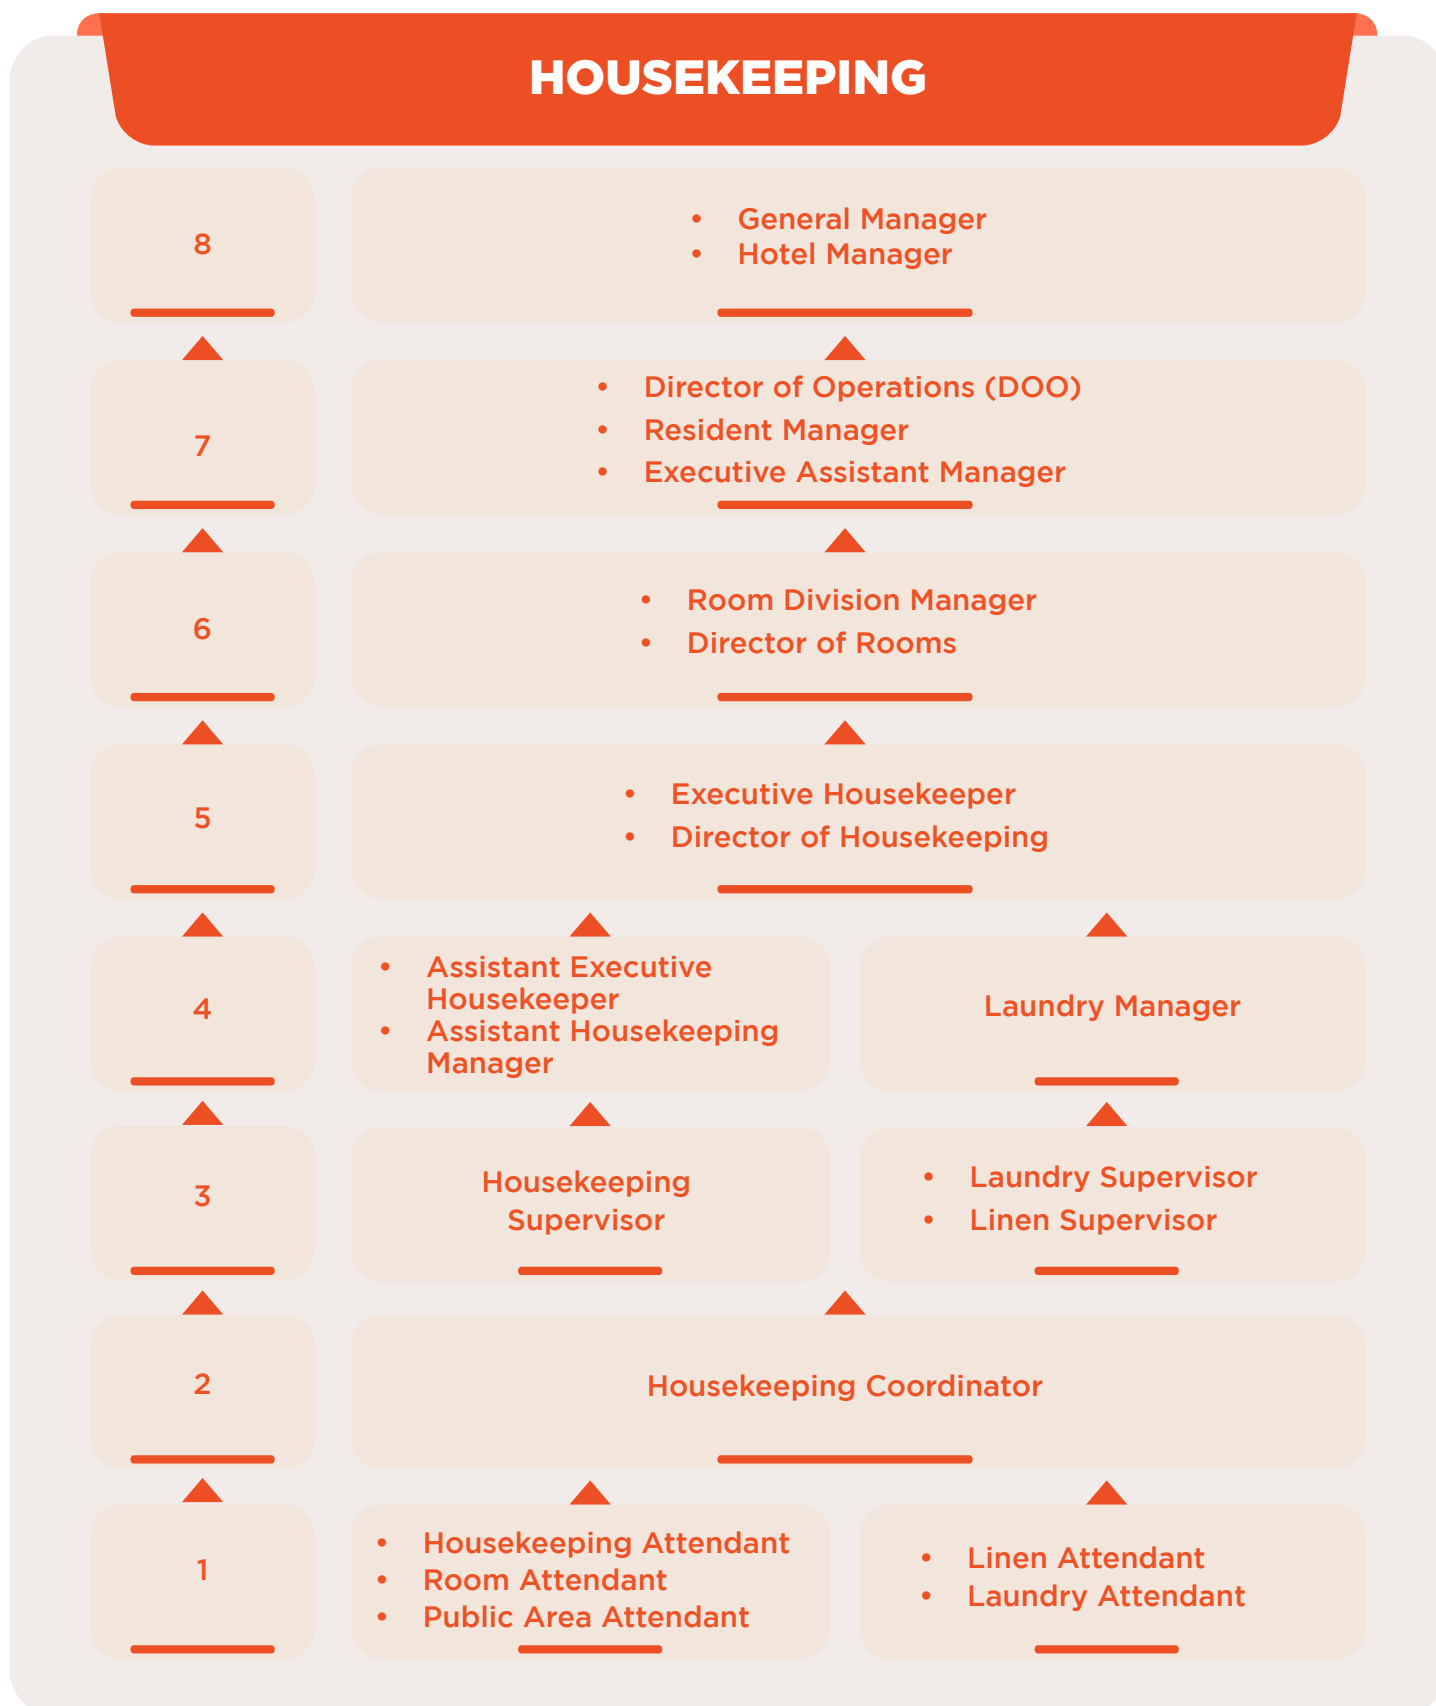 HOUSEKEEPING
8
• General Manager
• Hotel Manager
7
• Director of Operations (DOO)
• Resident Manager
• Executive Assistant Manager
6
• Room Division Manager
• Director of Rooms
5
• Executive Housekeeper
• Director of Housekeeping
4
• Assistant Executive
Housekeeper
• Assistant Housekeeping
Manager
Laundry Manager
3
Housekeeping
Supervisor
• Laundry Supervisor
• Linen Supervisor
2
Housekeeping Coordinator
1
• Housekeeping Attendant
• Room Attendant
• Public Area Attendant
• Linen Attendant
• Laundry Attendant